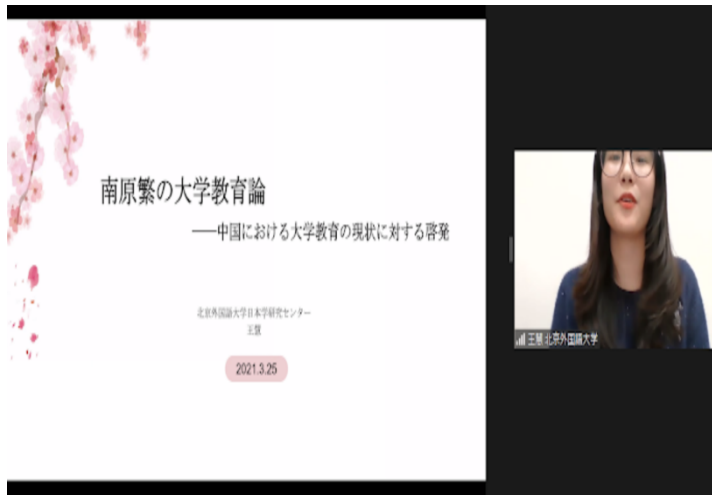 南原繁の大学教育論
——中国における大学教育の現状に対する啓発
北京外国語大学日本学研究センター
王慧
2021.3.25
王慧 北京外国語大学